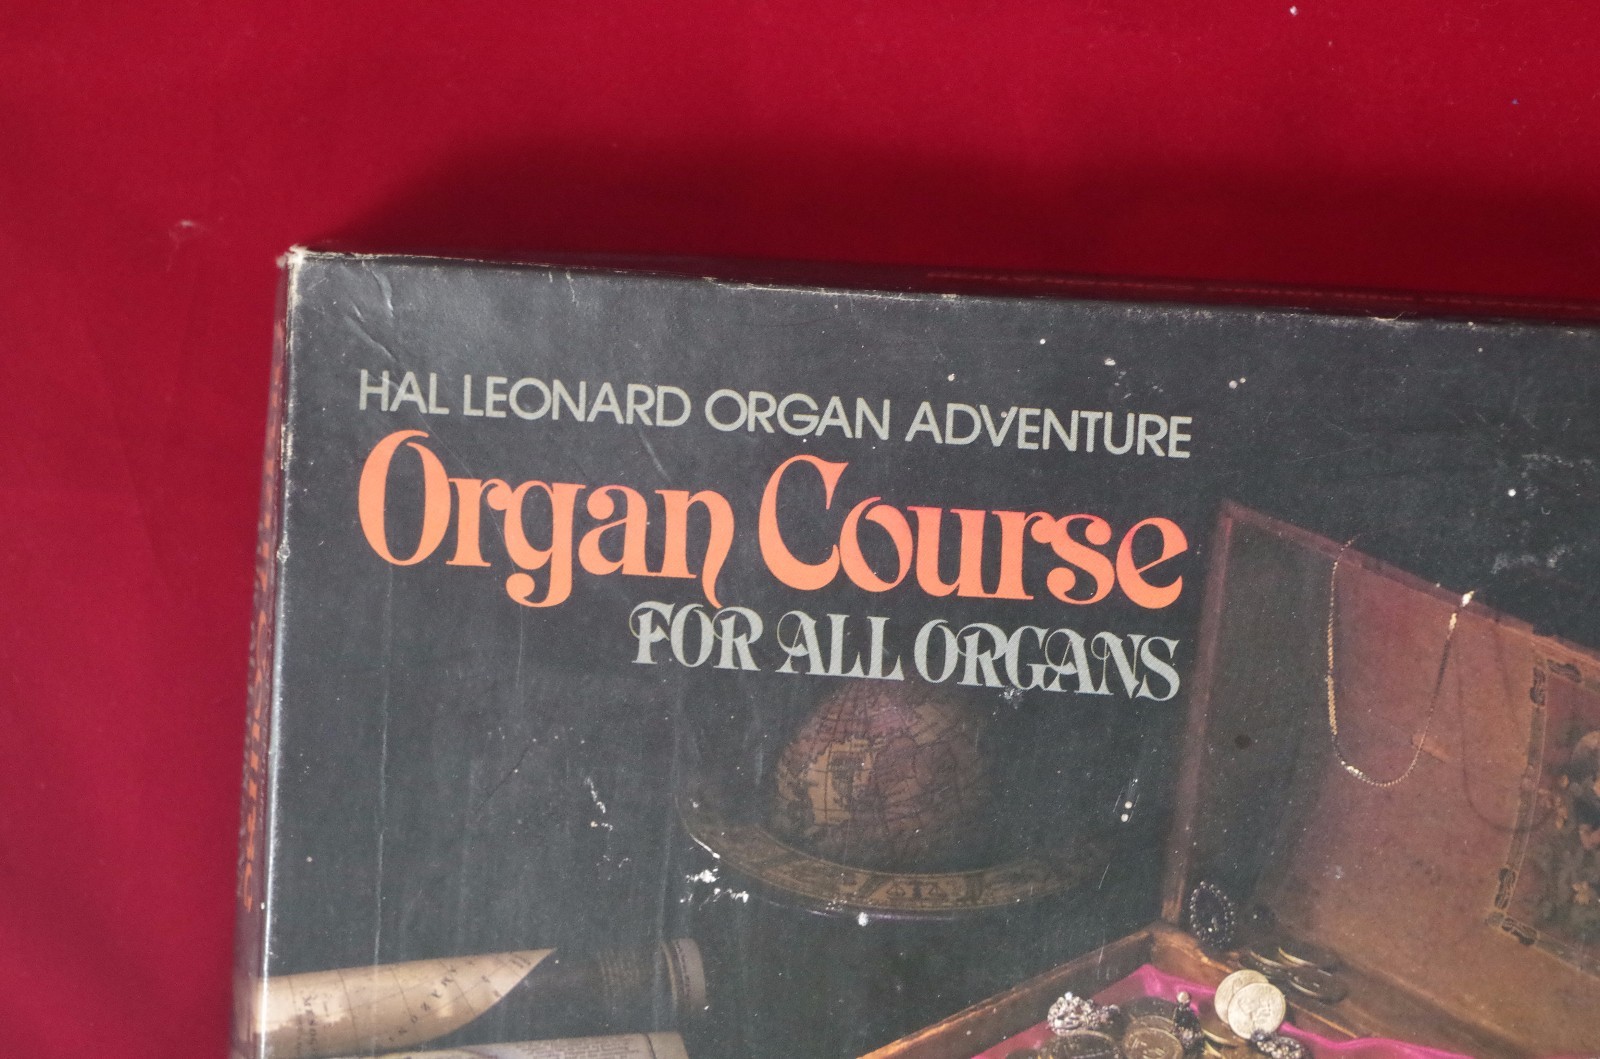 HAL LEONARD ORGAN ADVENTURE
Organ Course
FOR ALL ORGANS